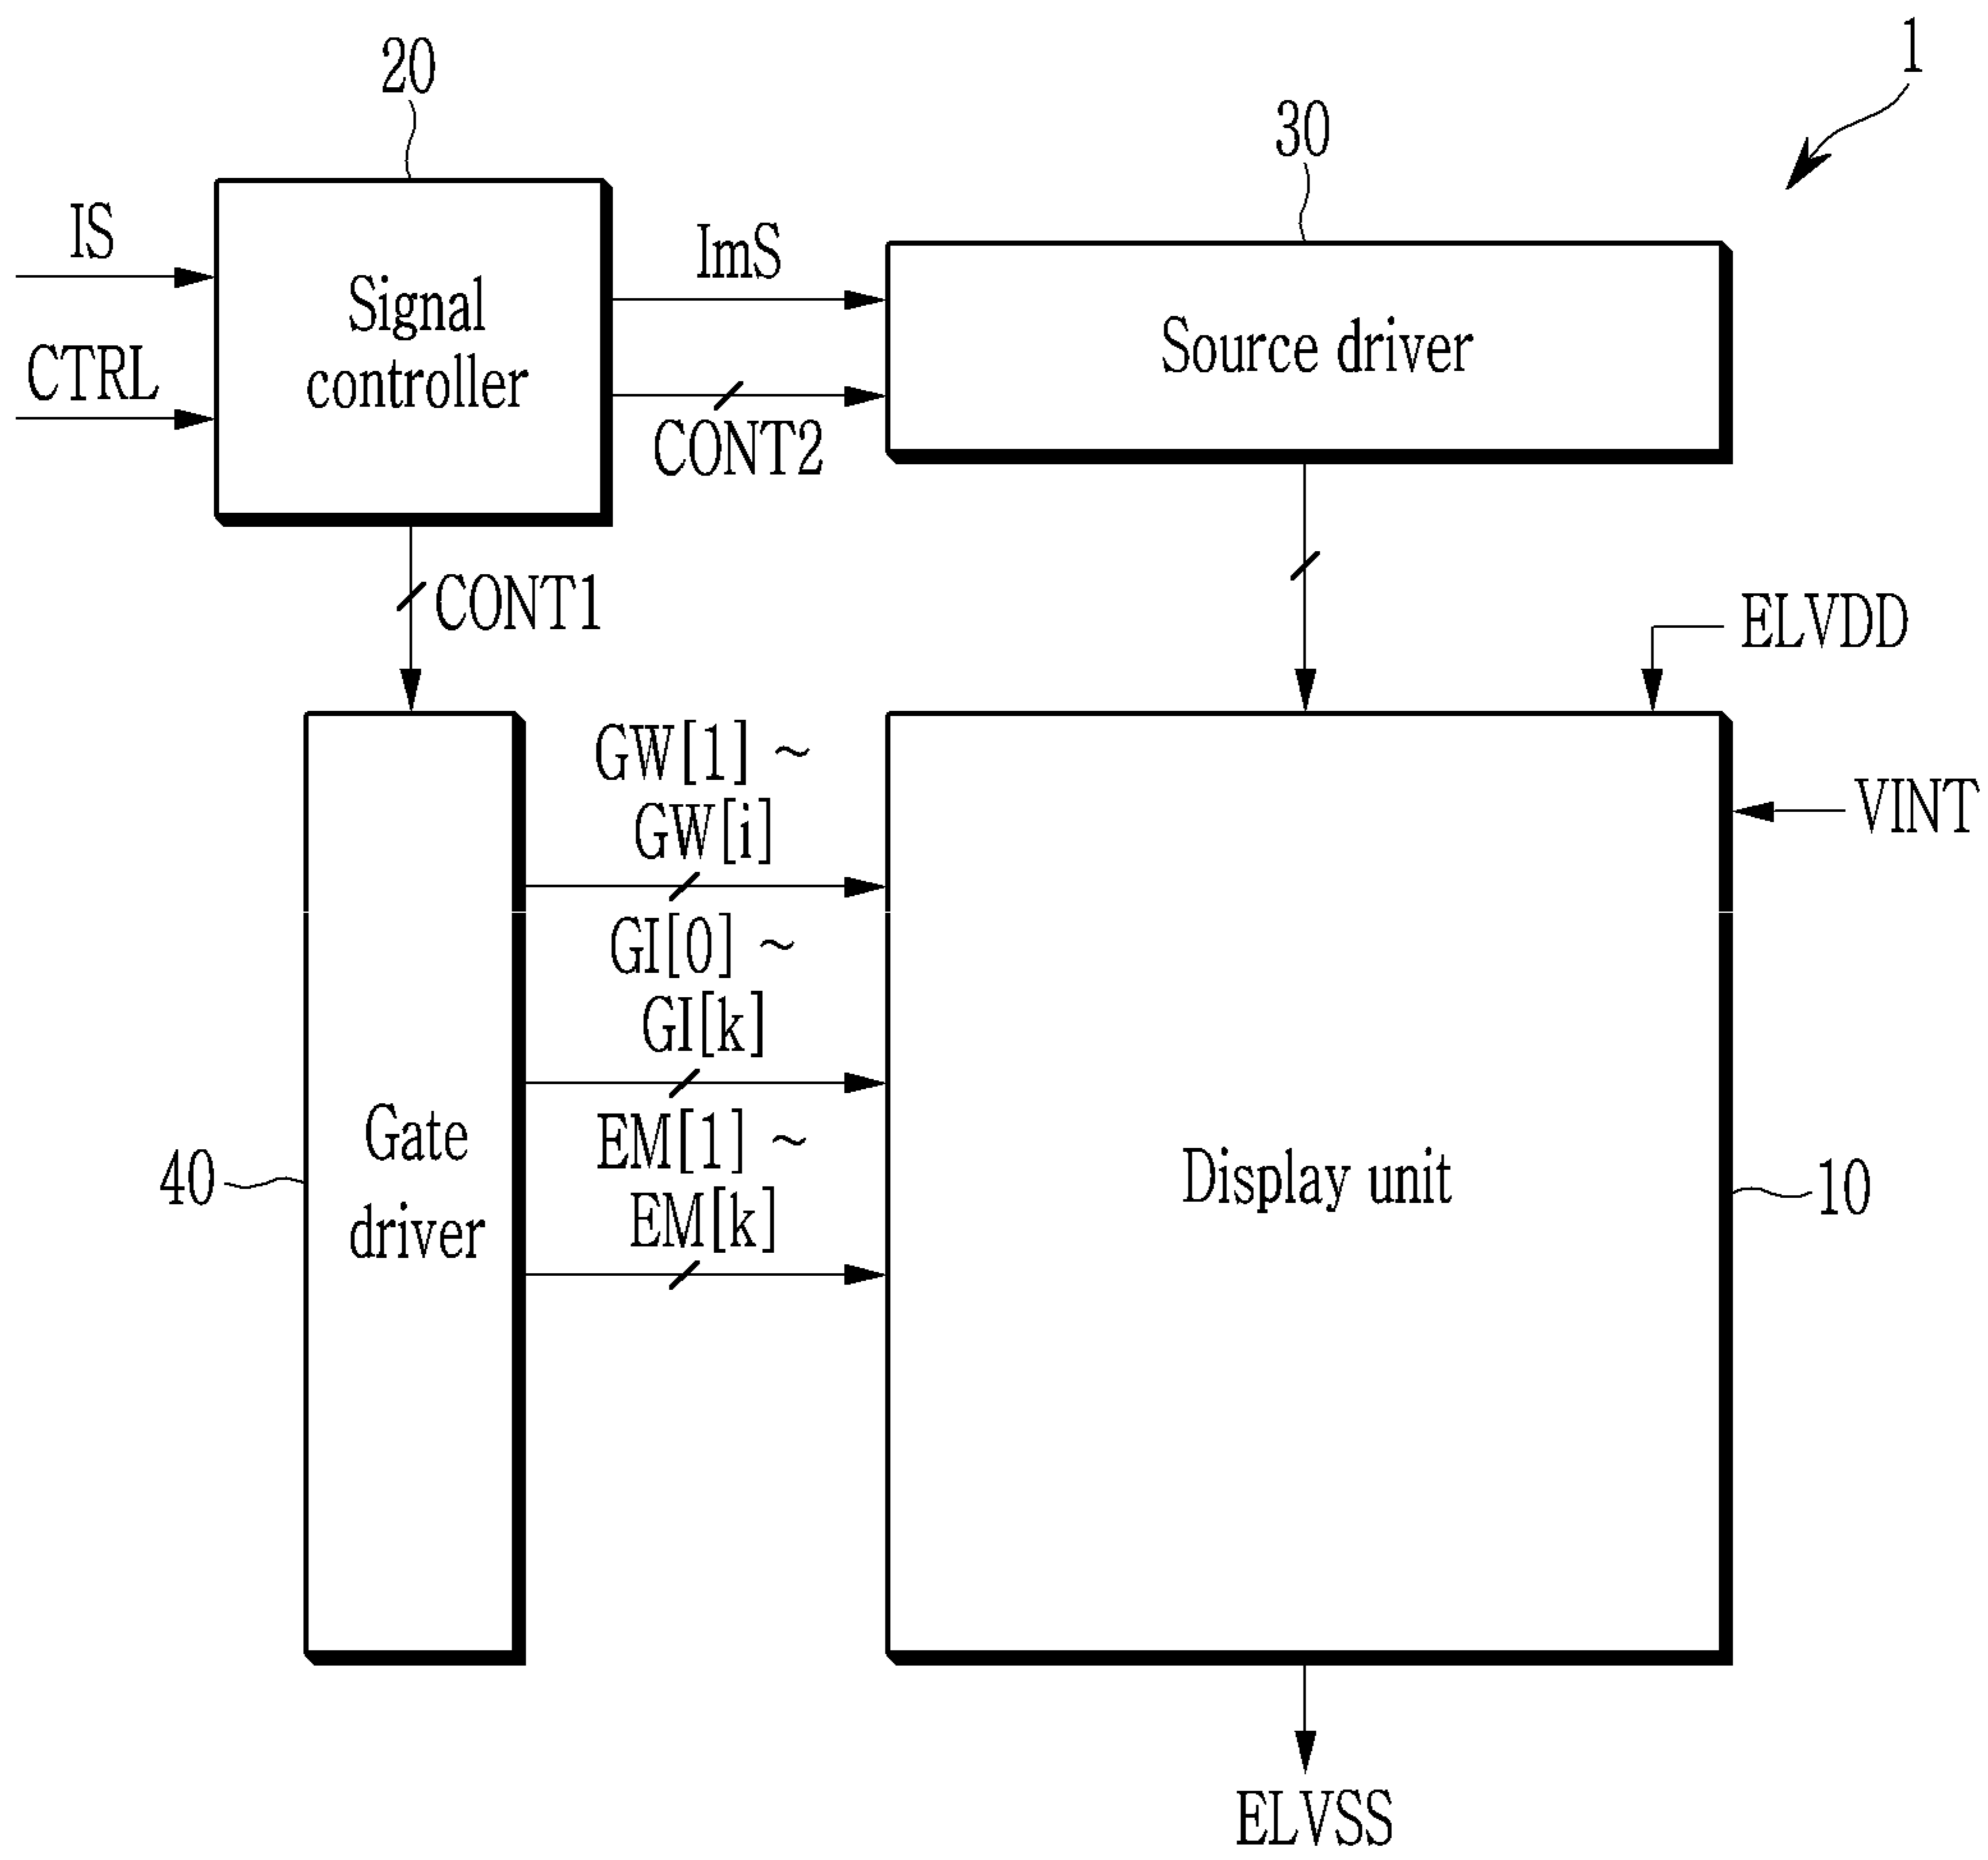 1
20
30
IS
CTRL
Signal
controller
ImS
CONT2
Source driver
CONT1
ELVDD
VINT
GW[1] ~
GW[i]
GI[0] ~
GI[k]
EM[1] ~
EM[k]
Gate
driver
40
Display unit
10
ELVSS